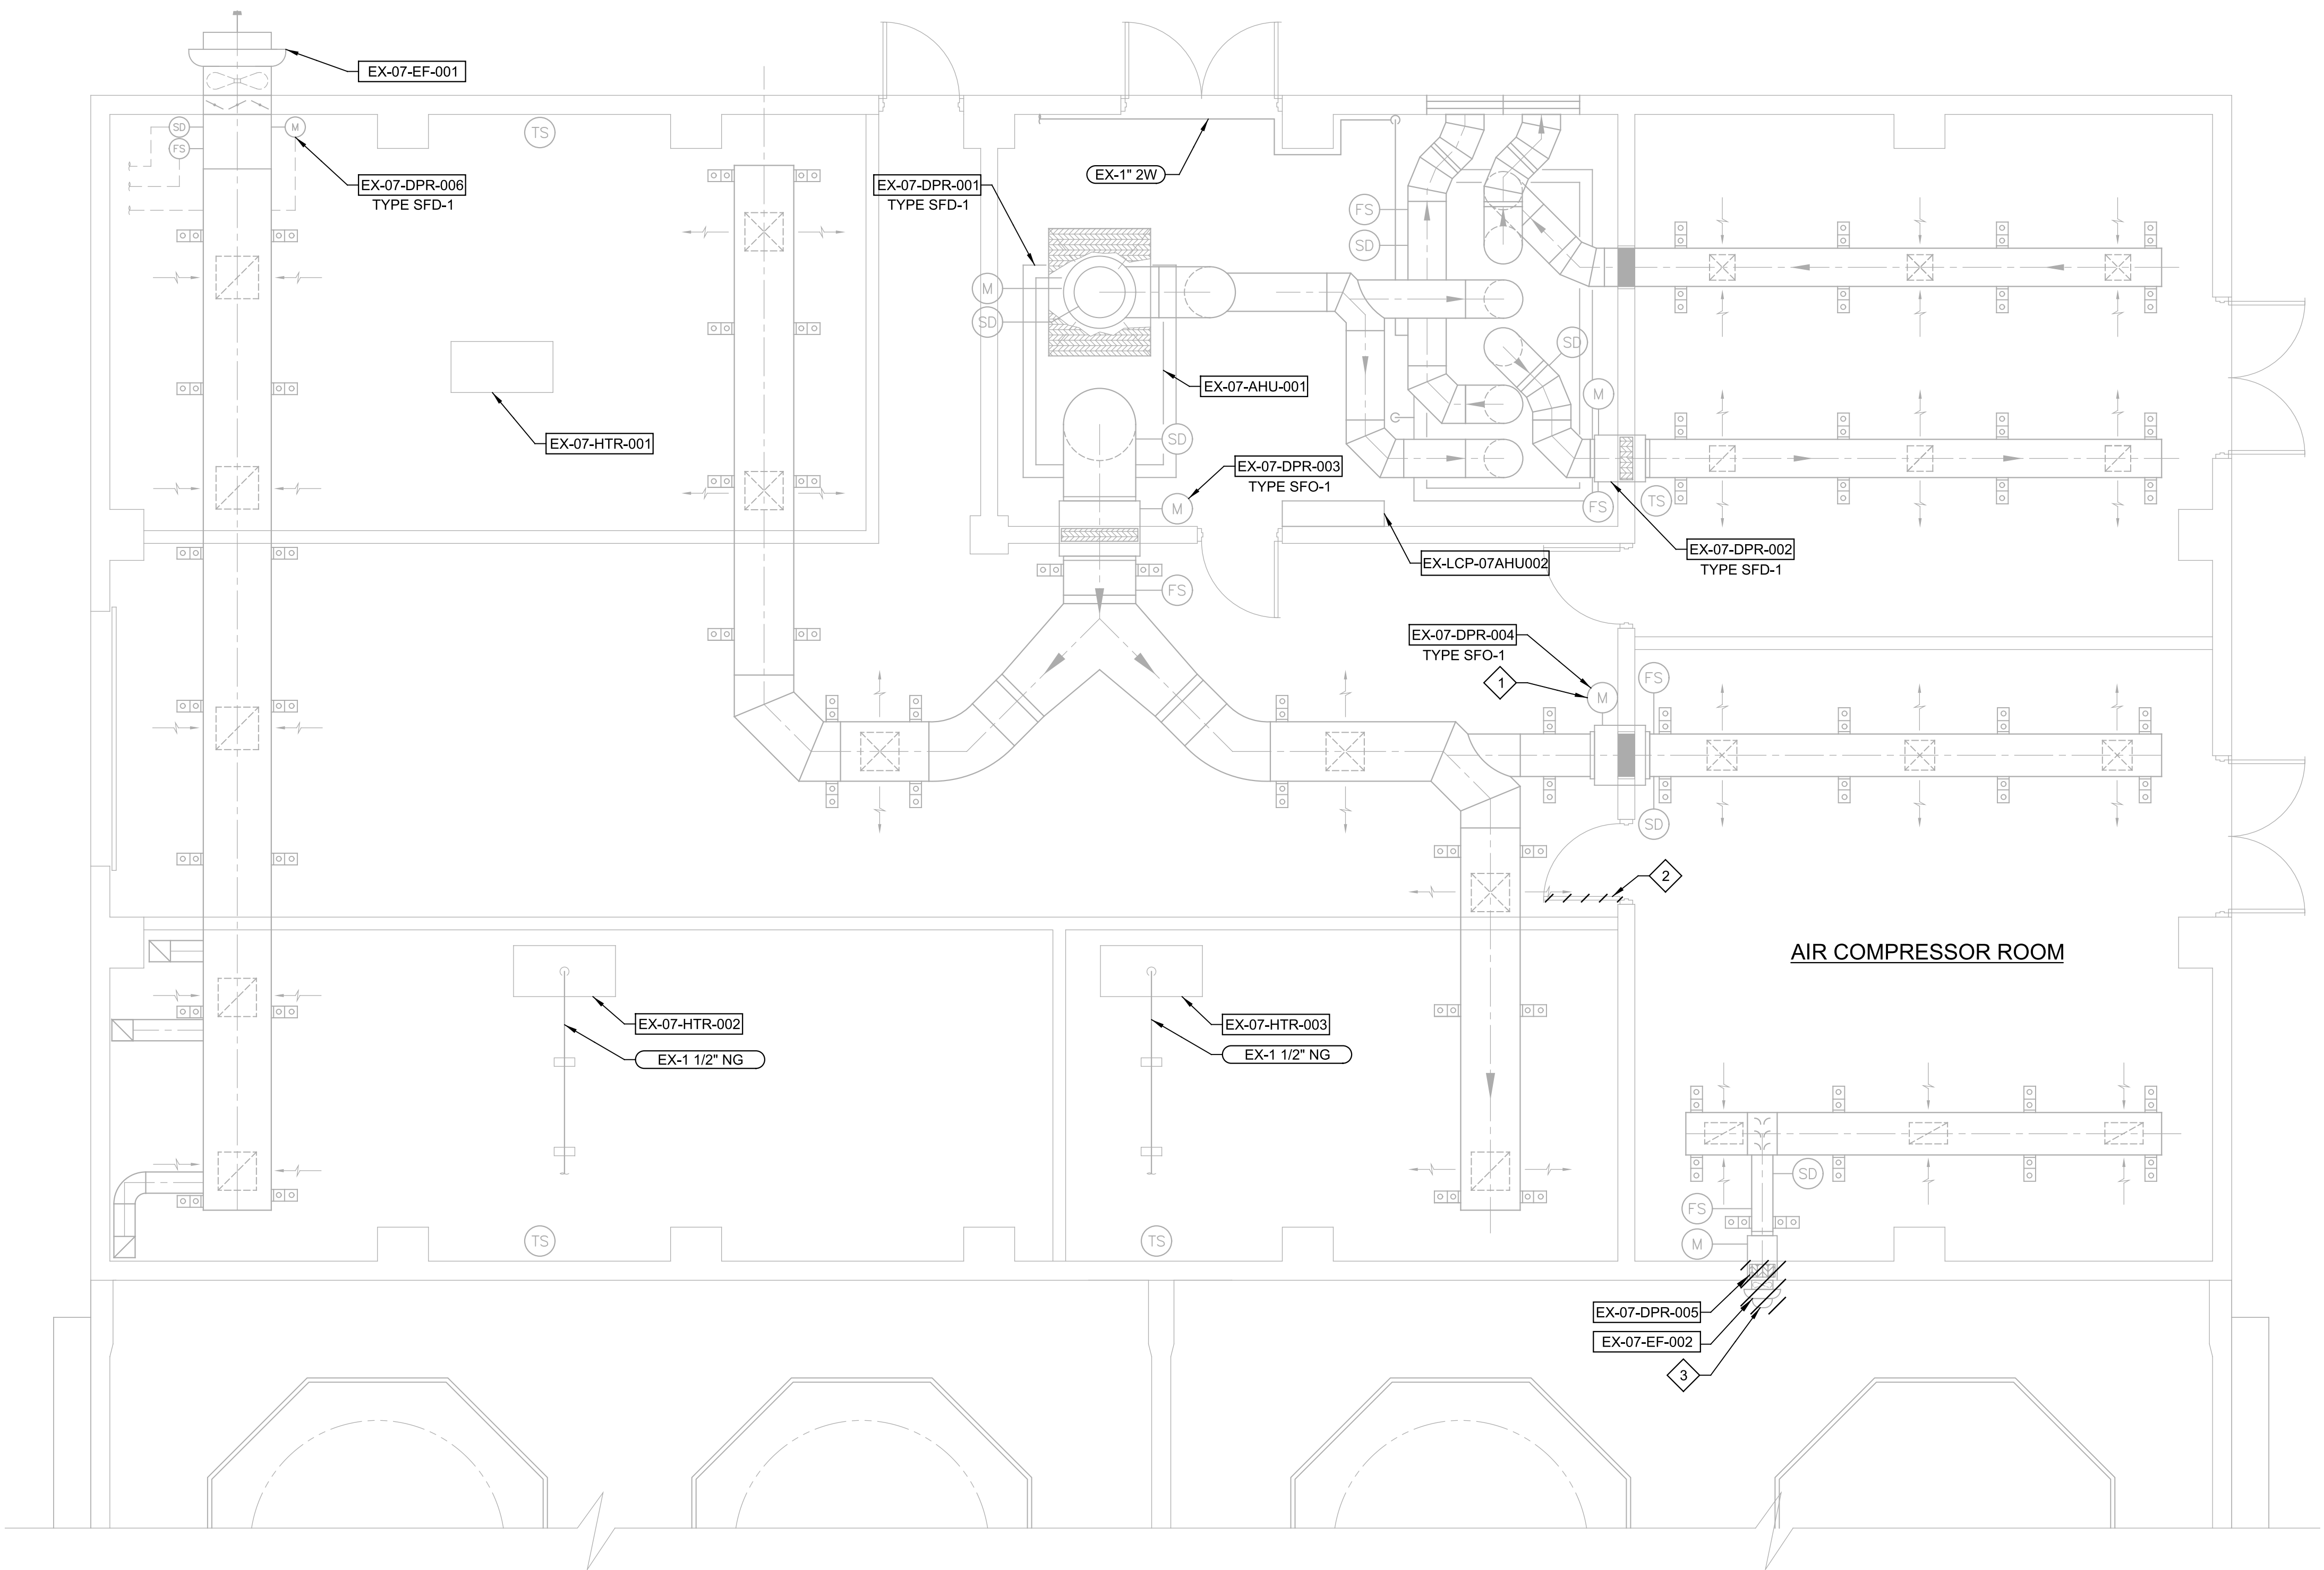 EX-07-EF-001
SD
M
FS
TS
EX-07-DPR-006
TYPE SFD-1
EX-07-DPR-001
TYPE SFD-1
EX-1" 2W
FS
SD
M
SD
SD
EX-07-AHU-001
M
EX-07-HTR-001
SD
EX-07-DPR-003
TYPE SFO-1
M
FS
TS
EX-07-DPR-002
TYPE SFD-1
EX-LCP-07AHU002
FS
EX-07-DPR-004
TYPE SFO-1
1
M
FS
SD
2
AIR COMPRESSOR ROOM
EX-07-HTR-002
EX-1 1/2" NG
EX-07-HTR-003
EX-1 1/2" NG
SD
FS
M
TS
TS
EX-07-DPR-005
EX-07-EF-002
3